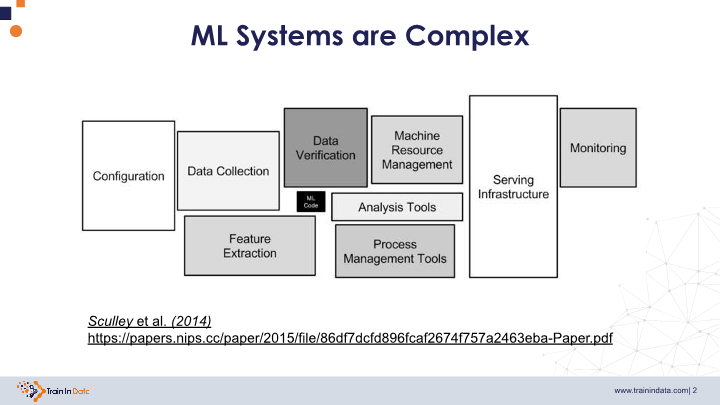 ML Systems are Complex
Configuration
Data Collection
Data
Verification
Machine
Resource
Management
Serving
Infrastructure
Monitoring
ML
Code
Analysis Tools
Feature
Extraction
Process
Management Tools
Sculley et al. (2014)
https://papers.nips.cc/paper/2015/file/86df7dcfd896fcaf2674f757a2463eba-Paper.pdf
Train In Data
www.trainindata.com| 2